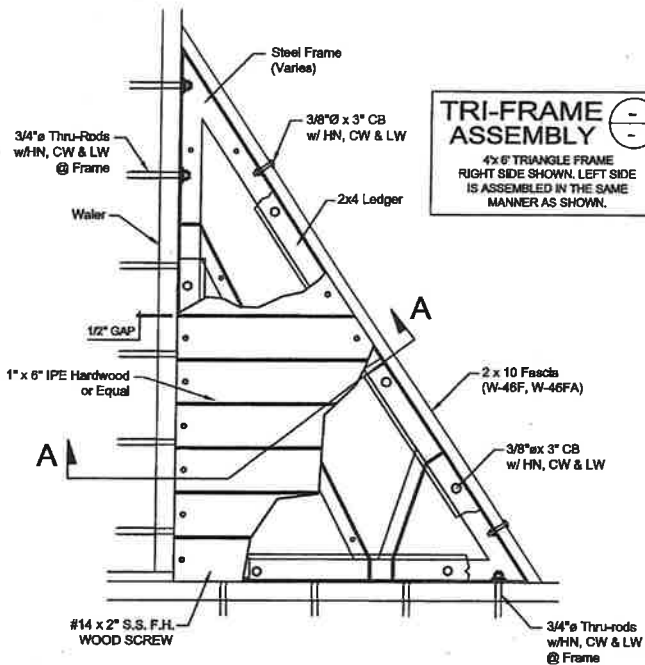 Steel Frame
(Varies)
3/8"Ø x 3" CB
w/ HN, CW & LW
TRI-FRAME
ASSEMBLY
-
-
4'x 6' TRIANGLE FRAME
RIGHT SIDE SHOWN. LEFT SIDE
IS ASSEMBLED IN THE SAME
MANNER AS SHOWN.
3/4"ø Thru-Rods
w/HN, CW & LW
@ Frame
2x4 Ledger
Waler
A
1/2" GAP
1" x 6" IPE Hardwood
or Equal
2 x 10 Fascia
(W-46F, W-46FA)
A
3/8"øx 3" CB
w/ HN, CW & LW
#14 x 2" S.S. F.H.
WOOD SCREW
3/4"ø Thru-rods
w/HN, CW & LW
@ Frame